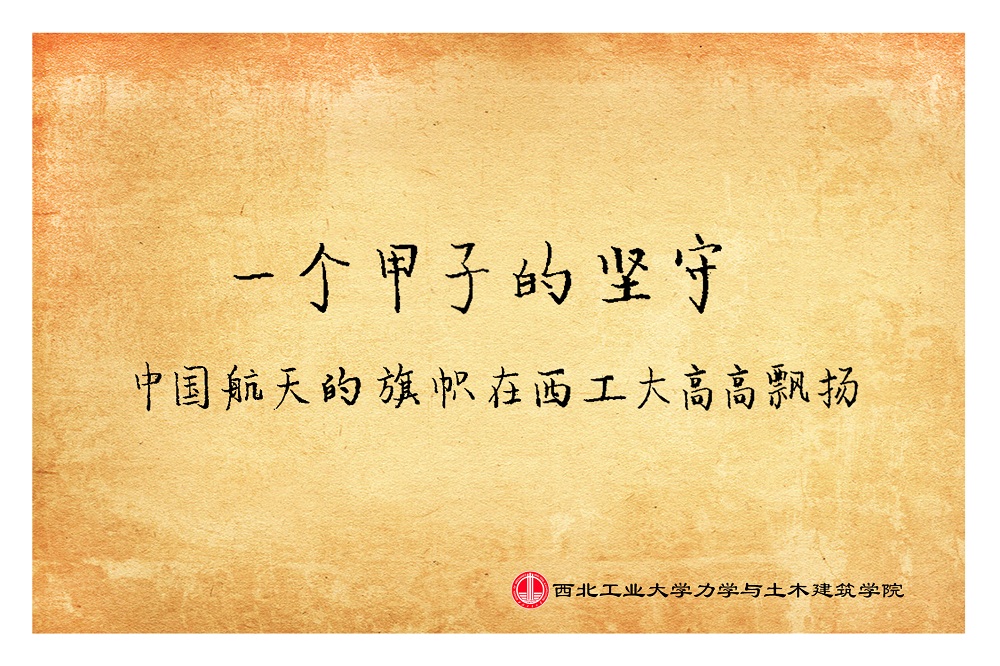 一个甲子的坚守
中国航天的旗帜在西工大高高飘扬
西北工业大学力学与土木建筑学院